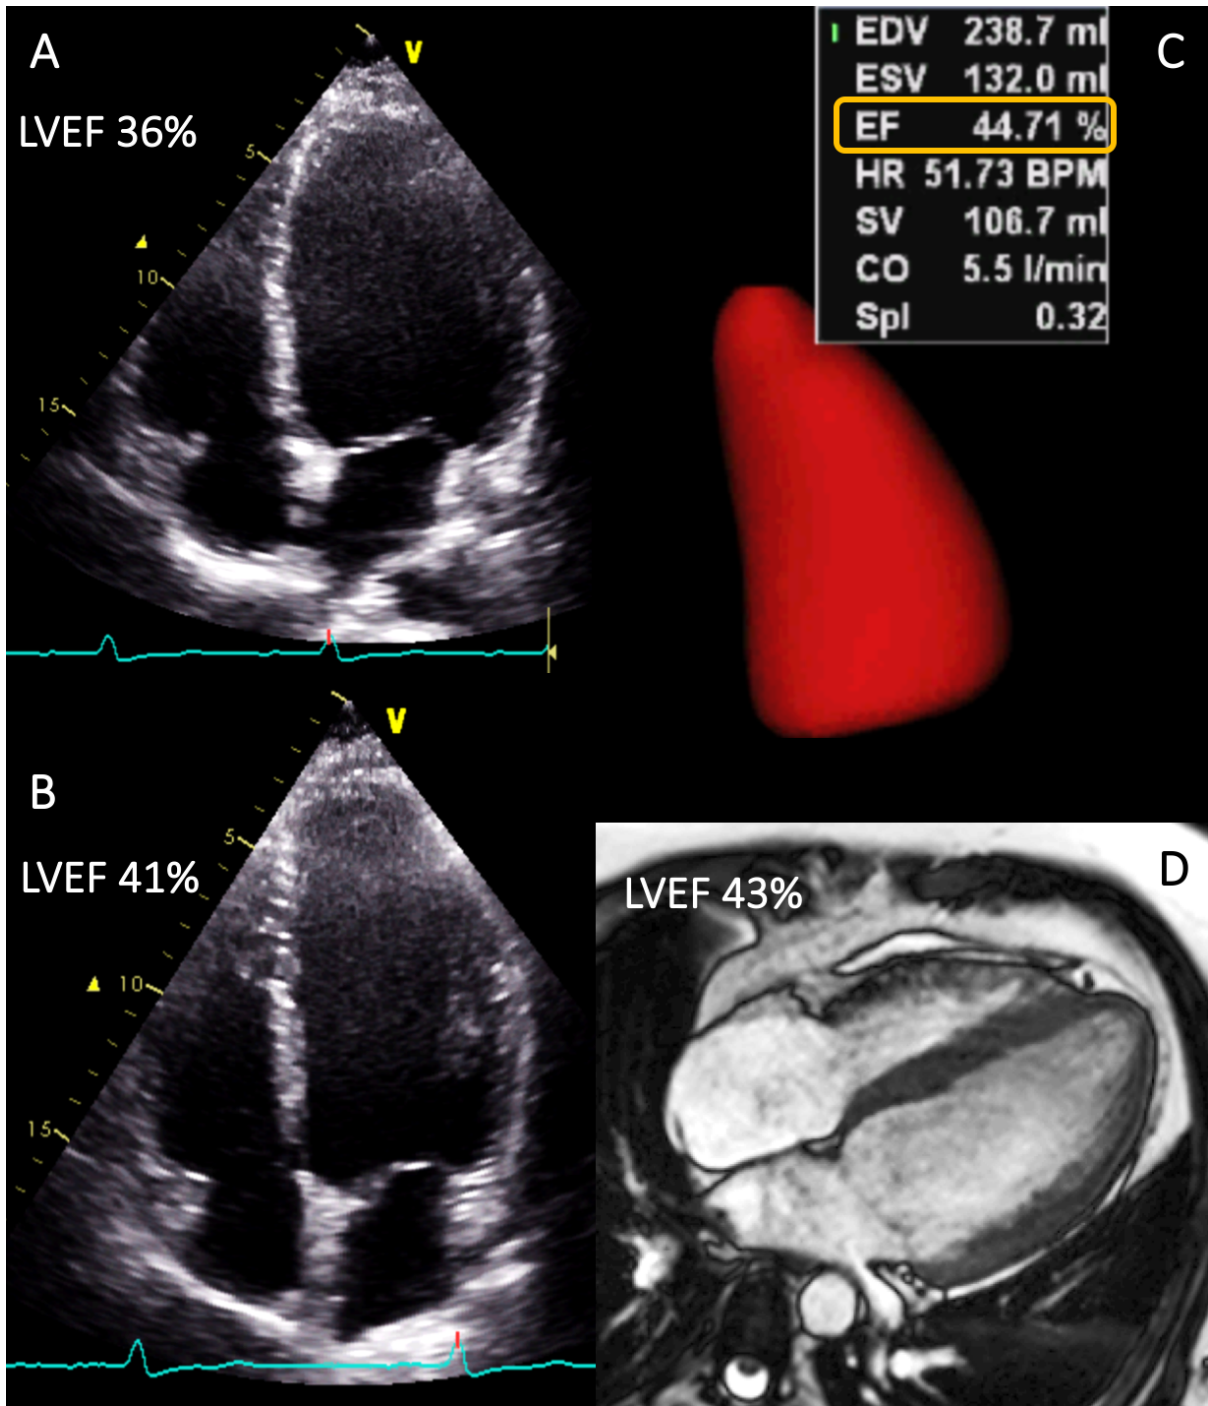 A
V
LVEF 36%
5
10
15
C
EDV 238.7 ml
ESV 132.0 ml
EF 44.71 %
HR 51.73 BPM
SV 106.7 ml
CO 5.5 l/min
Spl 0.32
B
V
LVEF 41%
5
10
15
D
LVEF 43%